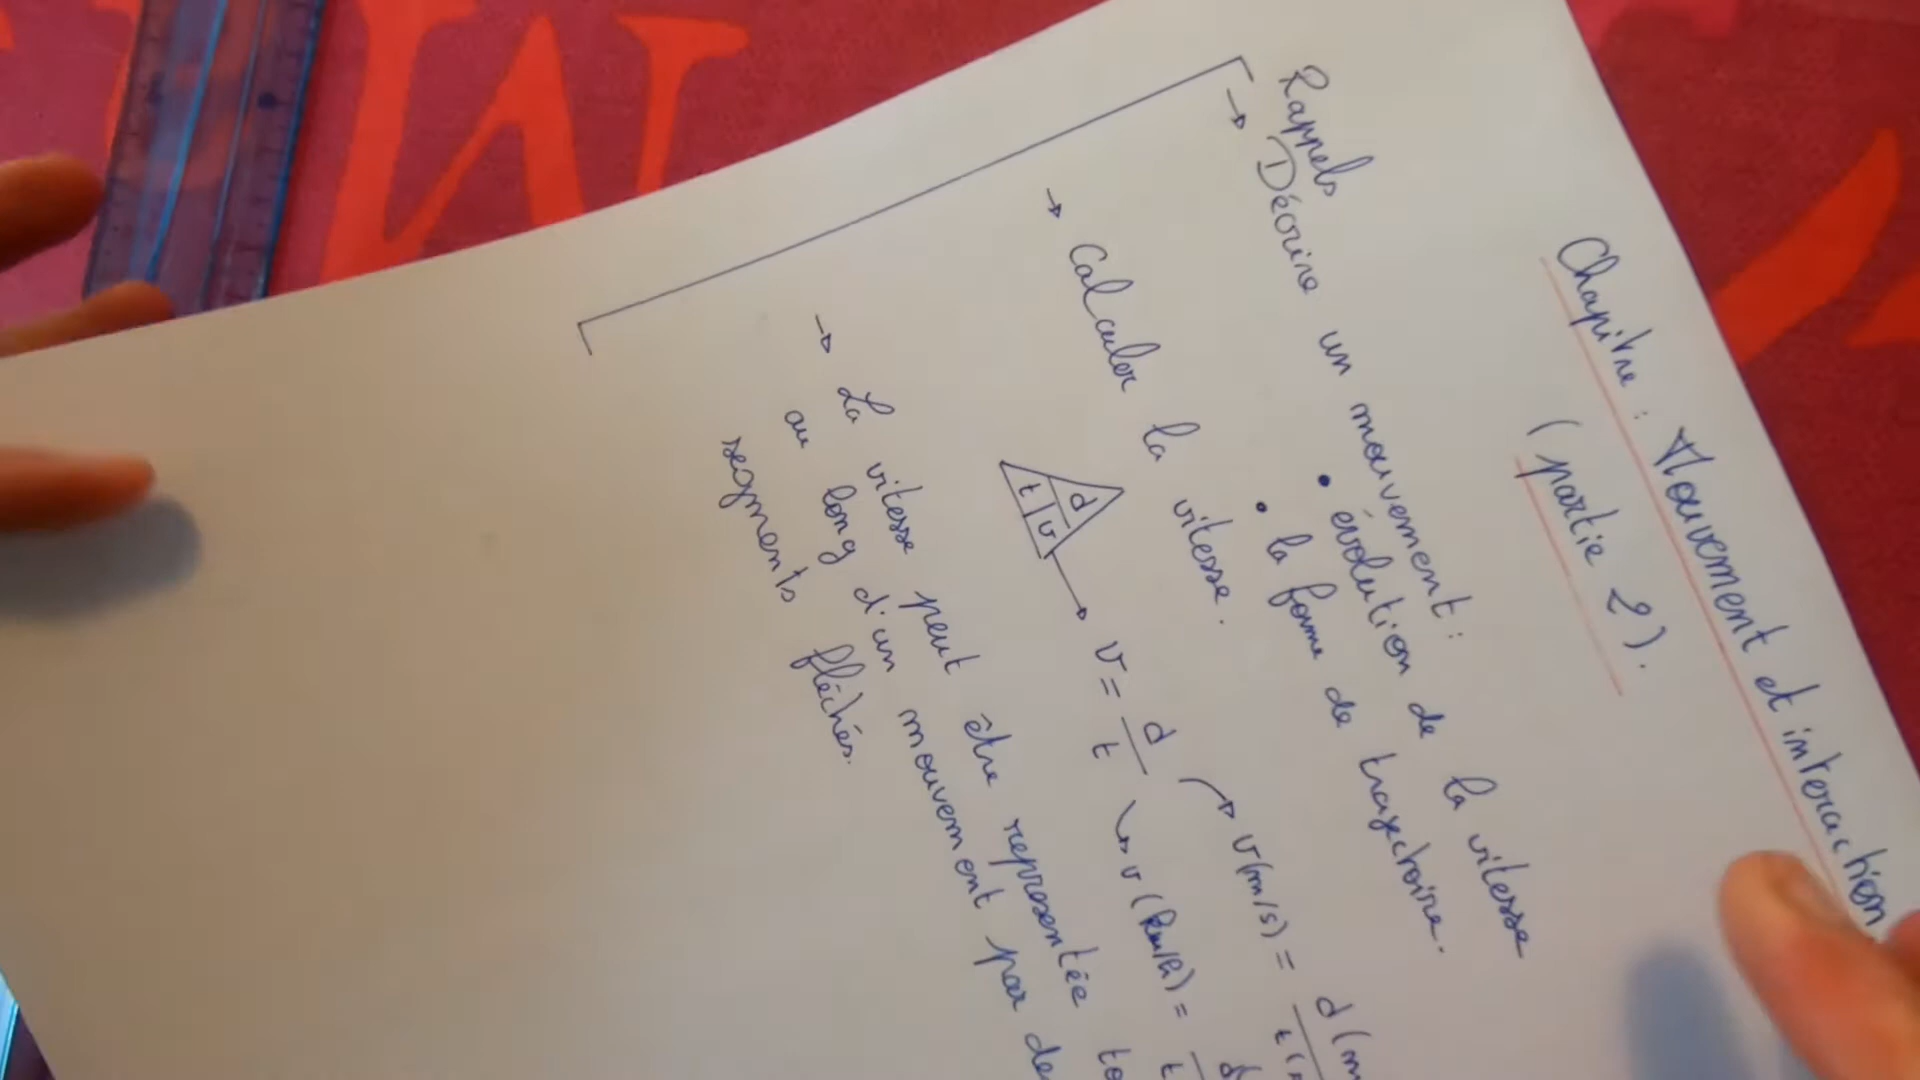 Chapitre : Mouvement et interaction
(partie 2).
Rappels
→ Décrire un mouvement :
• évolution de la vitesse
• la forme de trajectoire.
→ Calculer la vitesse.
d
t | v
v = d / t
v (m/s) = d (m
t (
v (km/h) = d
t
→ La vitesse peut être représentée
au long d'un mouvement par de
segments fléchés.